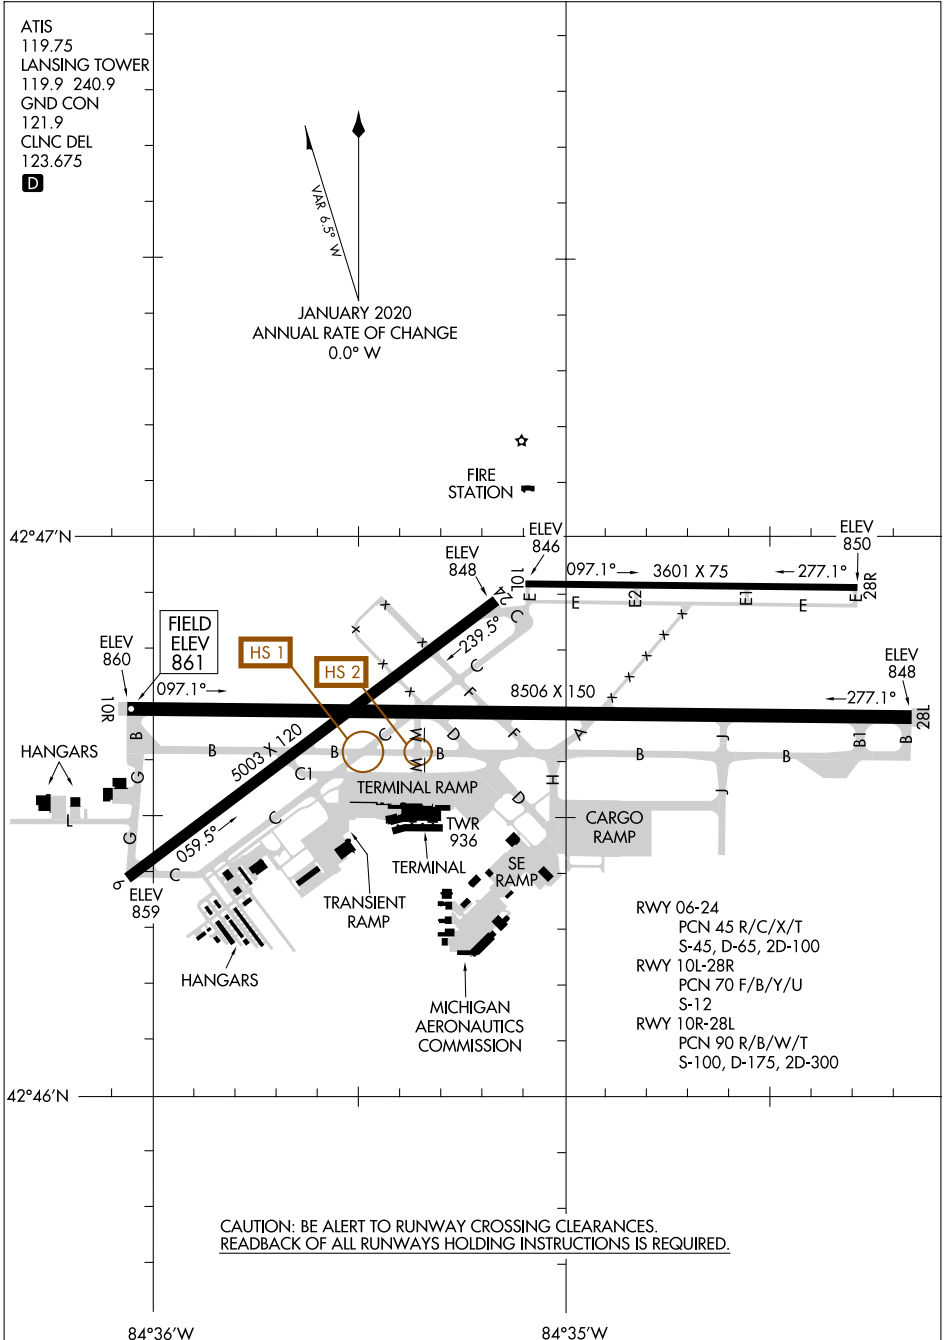 ATIS
119.75
LANSING TOWER
119.9 240.9
GND CON
121.9
CLNC DEL
123.675
D
VAR 6.5° W
JANUARY 2020
ANNUAL RATE OF CHANGE
0.0° W
FIRE
STATION
42°47'N
ELEV
846
ELEV
850
ELEV
848
10L
097.1°
3601 X 75
277.1°
28R
24
E
E
E2
E1
E
E
C
239.5°
FIELD
ELEV
861
ELEV
860
HS 1
HS 2
C
F
ELEV
848
10R
097.1°
8506 X 150
277.1°
28L
B
B
5003 X 120
B
C
W
W
B
D
F
A
B
J
B
B1
B
HANGARS
G
C1
TERMINAL RAMP
H
J
D
L
G
C
059.5°
TWR
936
CARGO
RAMP
TERMINAL
SE
RAMP
6
C
ELEV
859
TRANSIENT
RAMP
HANGARS
MICHIGAN
AERONAUTICS
COMMISSION
RWY 06-24
PCN 45 R/C/X/T
S-45, D-65, 2D-100
RWY 10L-28R
PCN 70 F/B/Y/U
S-12
RWY 10R-28L
PCN 90 R/B/W/T
S-100, D-175, 2D-300
42°46'N
CAUTION: BE ALERT TO RUNWAY CROSSING CLEARANCES.
READBACK OF ALL RUNWAYS HOLDING INSTRUCTIONS IS REQUIRED.
84°36'W
84°35'W